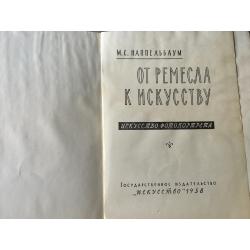 М.С. НАППЕЛЬБАУМ
ОТ РЕМЕСЛА
К ИСКУССТВУ
ИСКУССТВО ФОТОПОРТРЕТА
ГОСУДАРСТВЕННОЕ ИЗДАТЕЛЬСТВО
„ИСКУССТВО" 1958